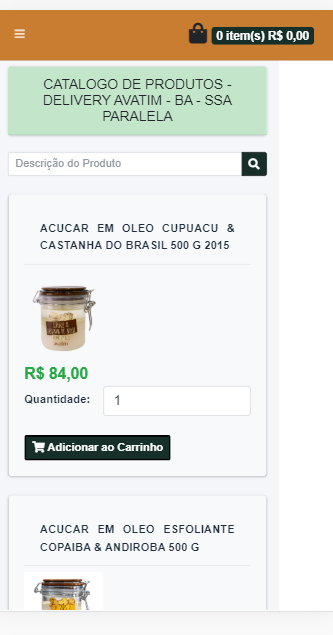 0 item(s) R$ 0,00
CATALOGO DE PRODUTOS -
DELIVERY AVATIM - BA - SSA
PARALELA
Descrição do Produto
ACUCAR EM OLEO CUPUACU &
CASTANHA DO BRASIL 500 G 2015
R$ 84,00
Quantidade:
1
Adicionar ao Carrinho
ACUCAR EM OLEO ESFOLIANTE
COPAIBA & ANDIROBA 500 G